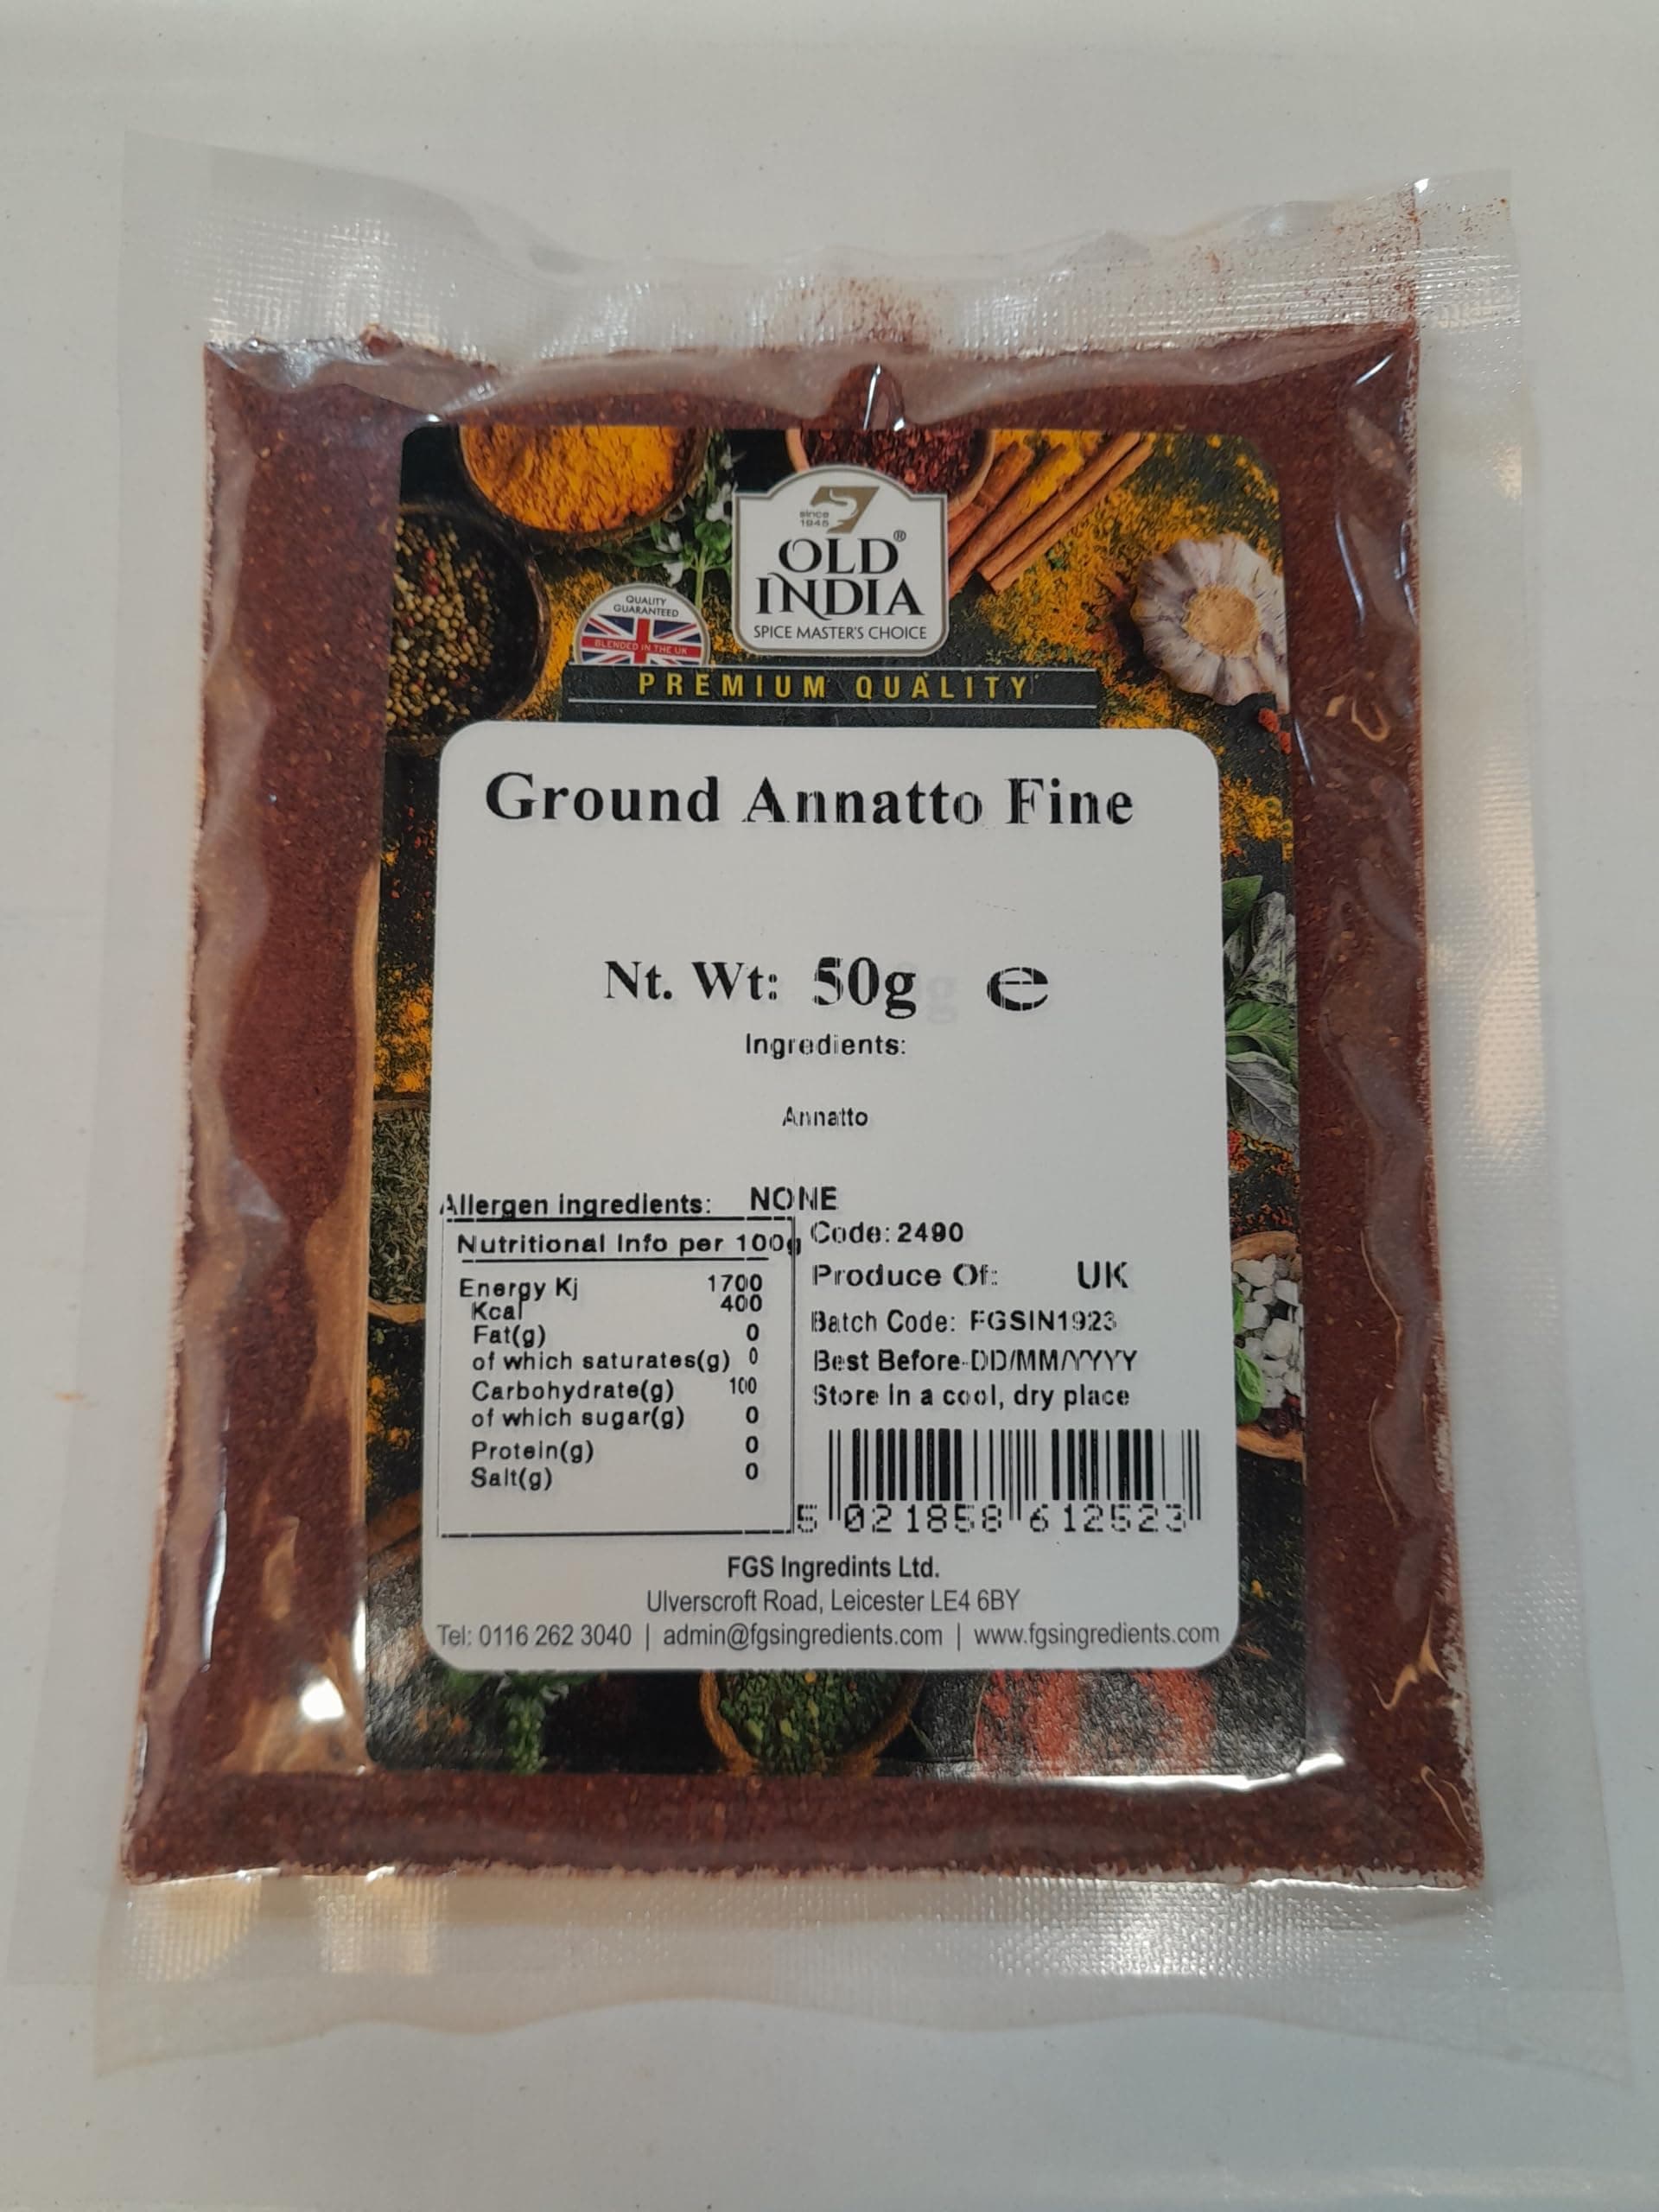 since
1945
OLD®
INDIA
SPICE MASTER'S CHOICE
QUALITY
GUARANTEED
BLENDED IN THE UK
PREMIUM QUALITY
Ground Annatto Fine
Nt. Wt: 50g ℮
Ingredients:
Annatto
Allergen ingredients: NONE
Nutritional Info per 100g
Energy Kj 1700
Kcal 400
Fat(g) 0
of which saturates(g) 0
Carbohydrate(g) 100
of which sugar(g) 0
Protein(g) 0
Salt(g) 0
Code: 2490
Produce Of: UK
Batch Code: FGSIN1923
Best Before-DD/MM/YYYY
Store in a cool, dry place
5 021858 612523
FGS Ingredints Ltd.
Ulverscroft Road, Leicester LE4 6BY
Tel: 0116 262 3040 | admin@fgsingredients.com | www.fgsingredients.com